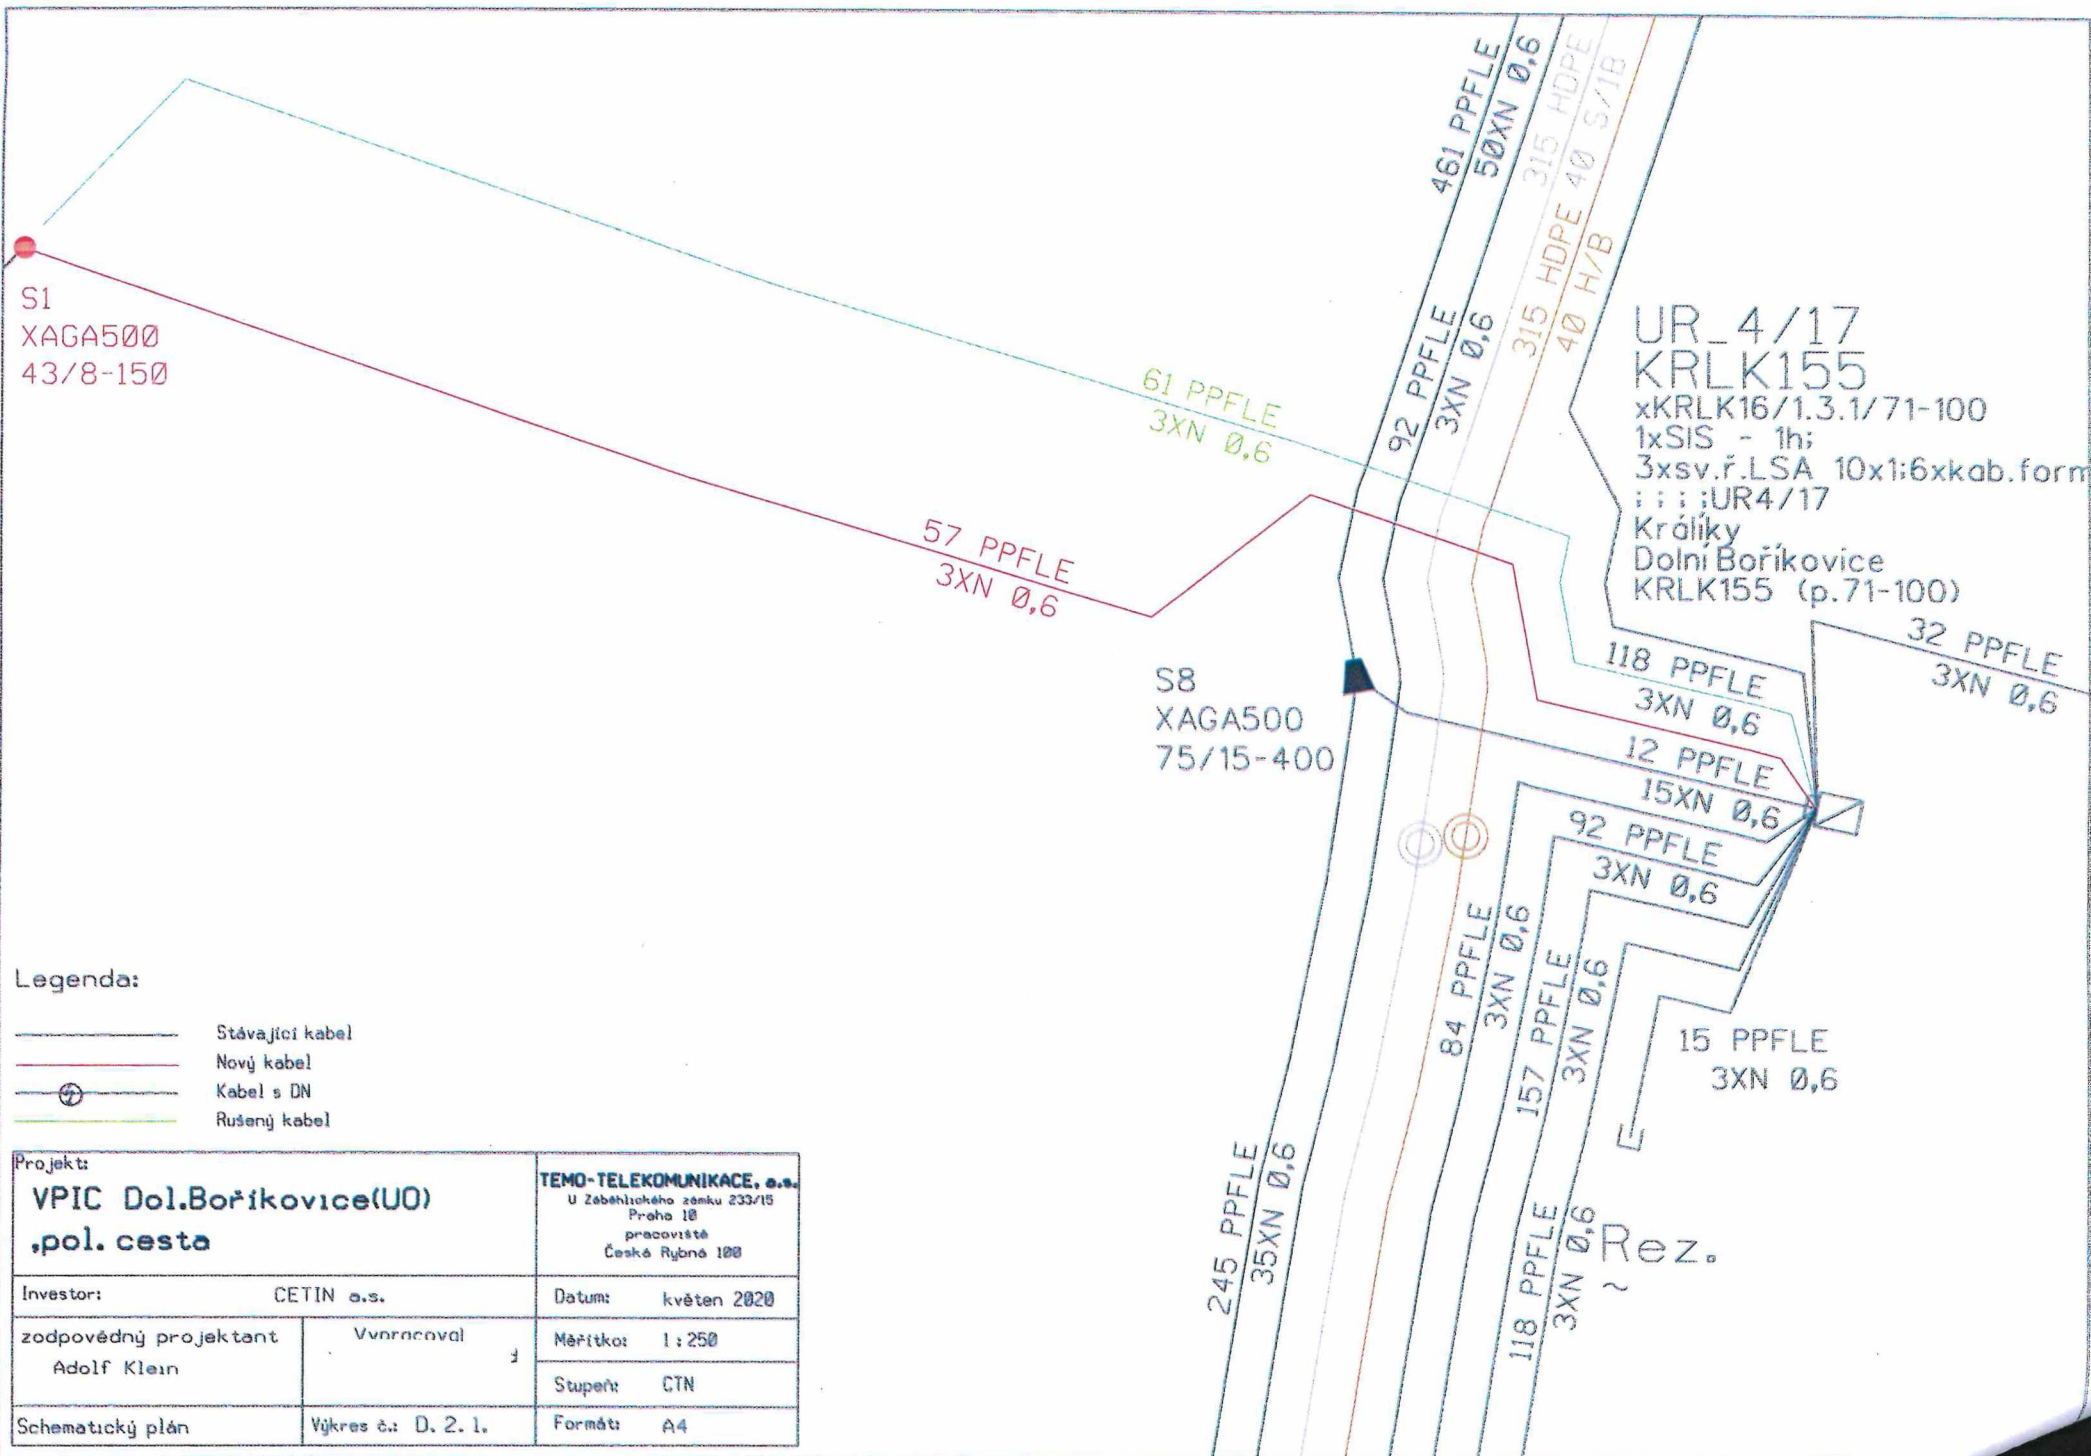 461 PPFLE
50XN 0,6
315 HDPE
40 S/1B
315 HDPE
40 H/B
92 PPFLE
3XN 0,6
UR_4/17
KRLK155
xKRLK16/1.3.1/71-100
1xSIS - 1h;
3xsv.ř.LSA 10x1;6xkab.form
; ; ; ;UR4/17
Králíky
Dolní Boříkovice
KRLK155 (p.71-100)
S1
XAGA500
43/8-150
61 PPFLE
3XN 0,6
57 PPFLE
3XN 0,6
32 PPFLE
3XN 0,6
118 PPFLE
3XN 0,6
S8
XAGA500
75/15-400
12 PPFLE
15XN 0,6
92 PPFLE
3XN 0,6
84 PPFLE
3XN 0,6
157 PPFLE
3XN 0,6
15 PPFLE
3XN 0,6
245 PPFLE
35XN 0,6
118 PPFLE
3XN 0,6
Rez.
~
Legenda:
Stávající kabel
Nový kabel
Kabel s DN
Rušený kabel
Projekt:
VPIC Dol.Boříkovice(UO)
,pol. cesta
TEMO-TELEKOMUNIKACE, a.s.
U Záběhlického zámku 233/15
Praha 10
pracoviště
Česká Rybná 100
Investor: CETIN a.s.
Datum: květen 2020
zodpovědný projektant
Adolf Klein
Vypracoval
Měřítko: 1:250
Stupeň: CTN
Schematický plán
Výkres č.: D. 2. 1.
Formát: A4